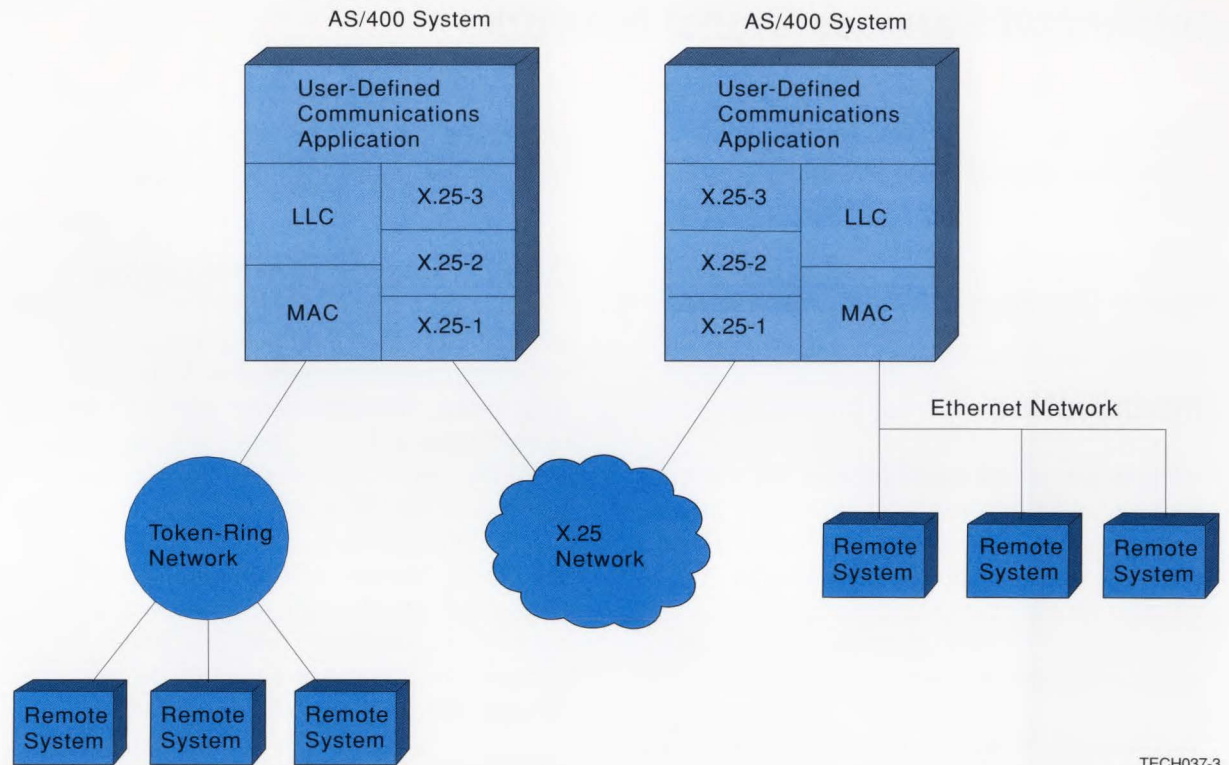 AS/400 System
AS/400 System
User-Defined
Communications
Application
LLC
MAC
X.25-3
X.25-2
X.25-1
User-Defined
Communications
Application
X.25-3
X.25-2
X.25-1
LLC
MAC
Ethernet Network
Token-Ring
Network
X.25
Network
Remote
System
Remote
System
Remote
System
Remote
System
Remote
System
Remote
System
TECH037-3